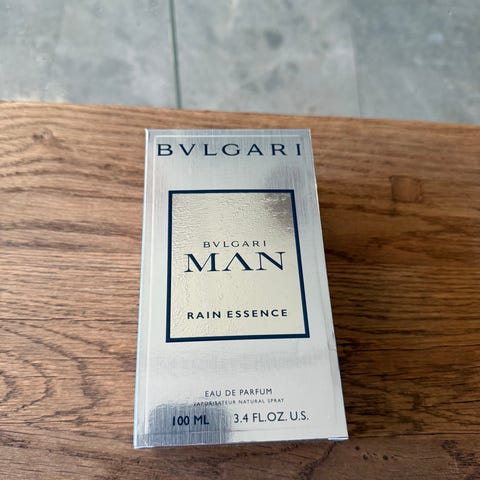 BVLGARI
BVLGARI
MAN
RAIN ESSENCE
EAU DE PARFUM
VAPORISATEUR NATURAL SPRAY
100 ML 3.4 FL.OZ. U.S.